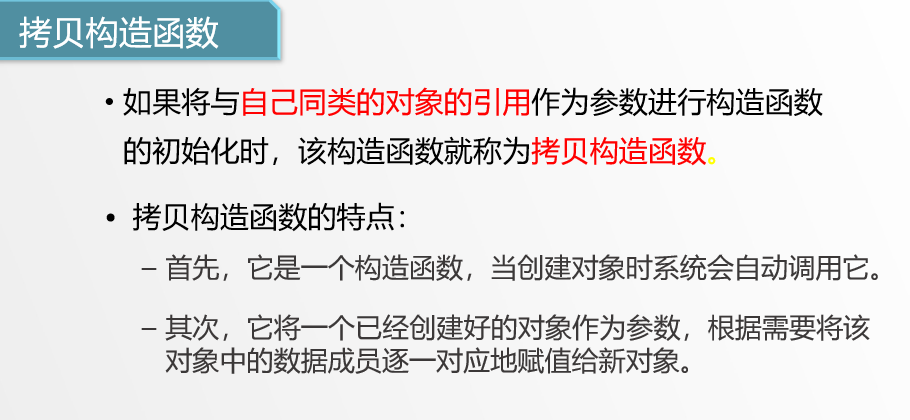 拷贝构造函数
• 如果将与自己同类的对象的引用作为参数进行构造函数
的初始化时，该构造函数就称为拷贝构造函数。
• 拷贝构造函数的特点：
– 首先，它是一个构造函数，当创建对象时系统会自动调用它。
– 其次，它将一个已经创建好的对象作为参数，根据需要将该
对象中的数据成员逐一对应地赋值给新对象。